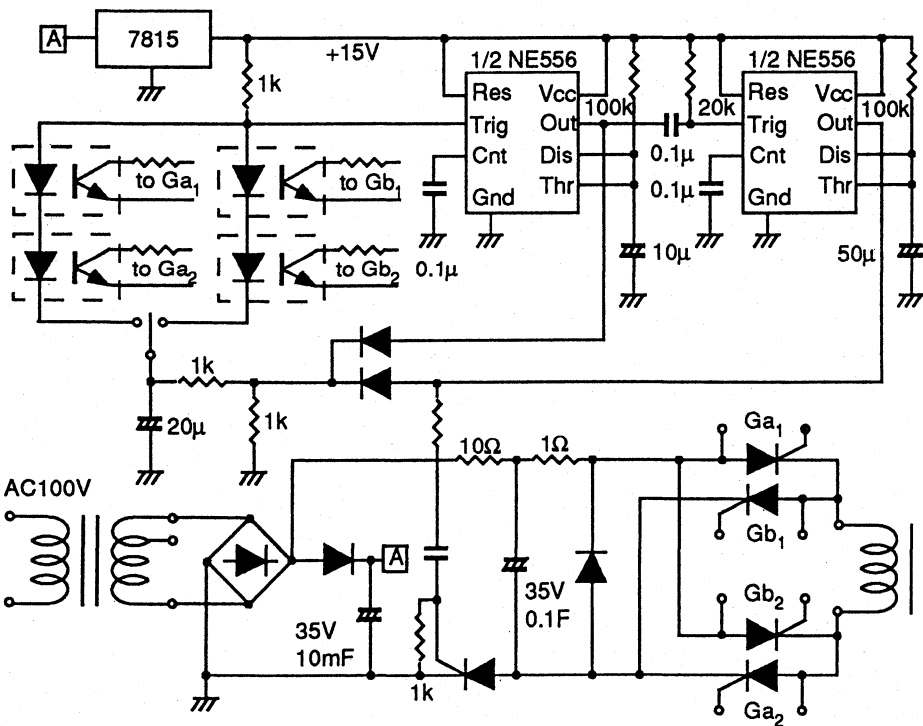 A
7815
+15V
1k
1/2 NE556
Res
Vcc
Trig
Out
Cnt
Dis
Thr
Gnd
100k
20k
0.1μ
0.1μ
0.1μ
10μ
1/2 NE556
Res
Vcc
Trig
Out
Cnt
Dis
Thr
Gnd
100k
50μ
to Ga1
to Gb1
to Ga2
to Gb2
1k
20μ
1k
10Ω
1Ω
Ga1
Gb1
Gb2
Ga2
AC100V
A
35V
10mF
1k
35V
0.1F